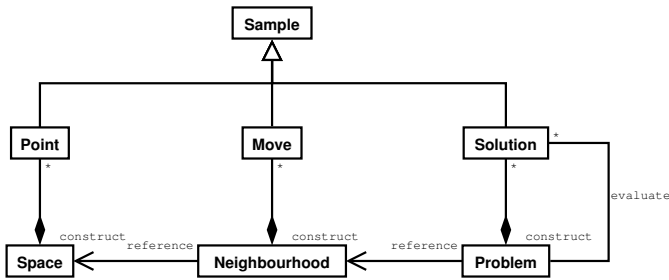 Sample
Point
Move
Solution
*
*
*
*
evaluate
construct
construct
construct
reference
reference
Space
Neighbourhood
Problem